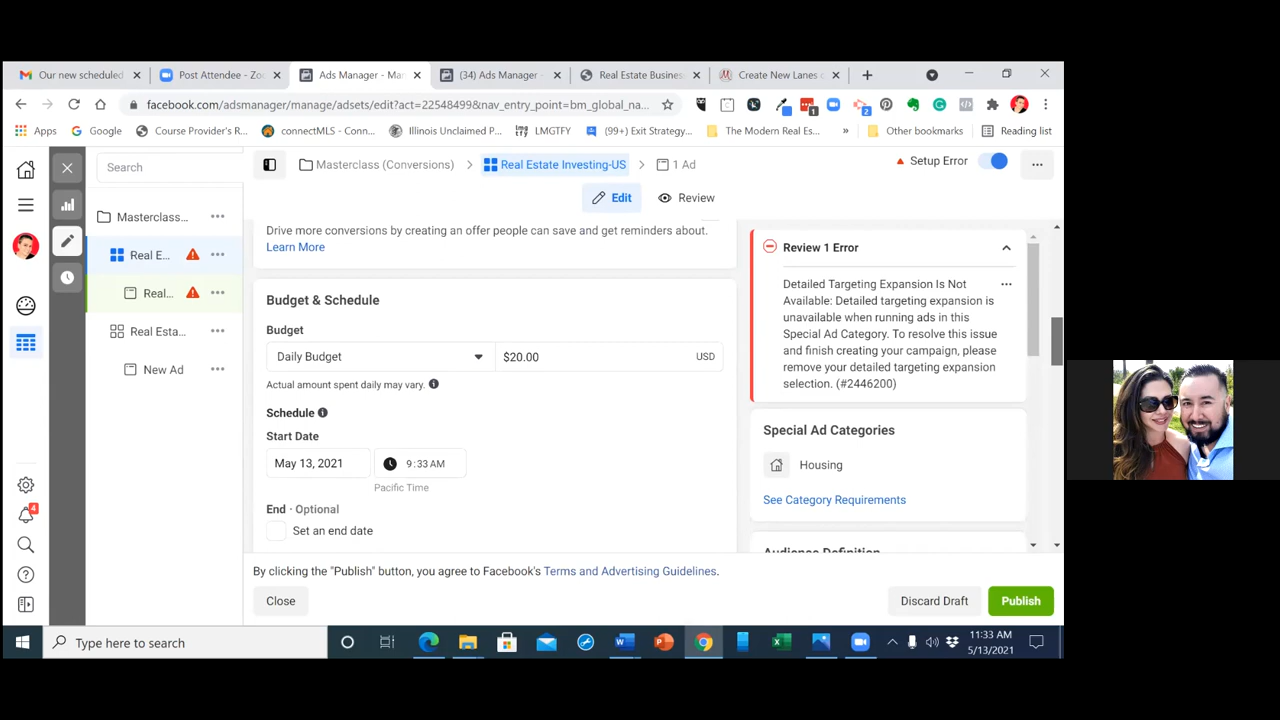 Our new scheduled
Post Attendee - Zo
Ads Manager - Ma
(34) Ads Manager -
Real Estate Busines
Create New Lanes o
facebook.com/adsmanager/manage/adsets/edit?act=22548499&nav_entry_point=bm_global_na...
1
2
Apps
Google
Course Provider's R...
connectMLS - Conn...
Illinois Unclaimed P...
LMGTFY
(99+) Exit Strategy...
The Modern Real Es...
»
Other bookmarks
Reading list
Search
Masterclass (Conversions)
Real Estate Investing-US
1 Ad
Setup Error
Edit
Review
Masterclass...
Real E...
Real...
Real Esta...
New Ad
4
Drive more conversions by creating an offer people can save and get reminders about.
Learn More
Budget & Schedule
Budget
Daily Budget
$20.00
USD
Actual amount spent daily may vary.
Schedule
Start Date
May 13, 2021
9:33 AM
Pacific Time
End · Optional
Set an end date
Review 1 Error
Detailed Targeting Expansion Is Not
Available: Detailed targeting expansion is
unavailable when running ads in this
Special Ad Category. To resolve this issue
and finish creating your campaign, please
remove your detailed targeting expansion
selection. (#2446200)
Special Ad Categories
Housing
See Category Requirements
Audience Definition
By clicking the "Publish" button, you agree to Facebook's Terms and Advertising Guidelines.
Close
Discard Draft
Publish
Type here to search
11:33 AM
5/13/2021